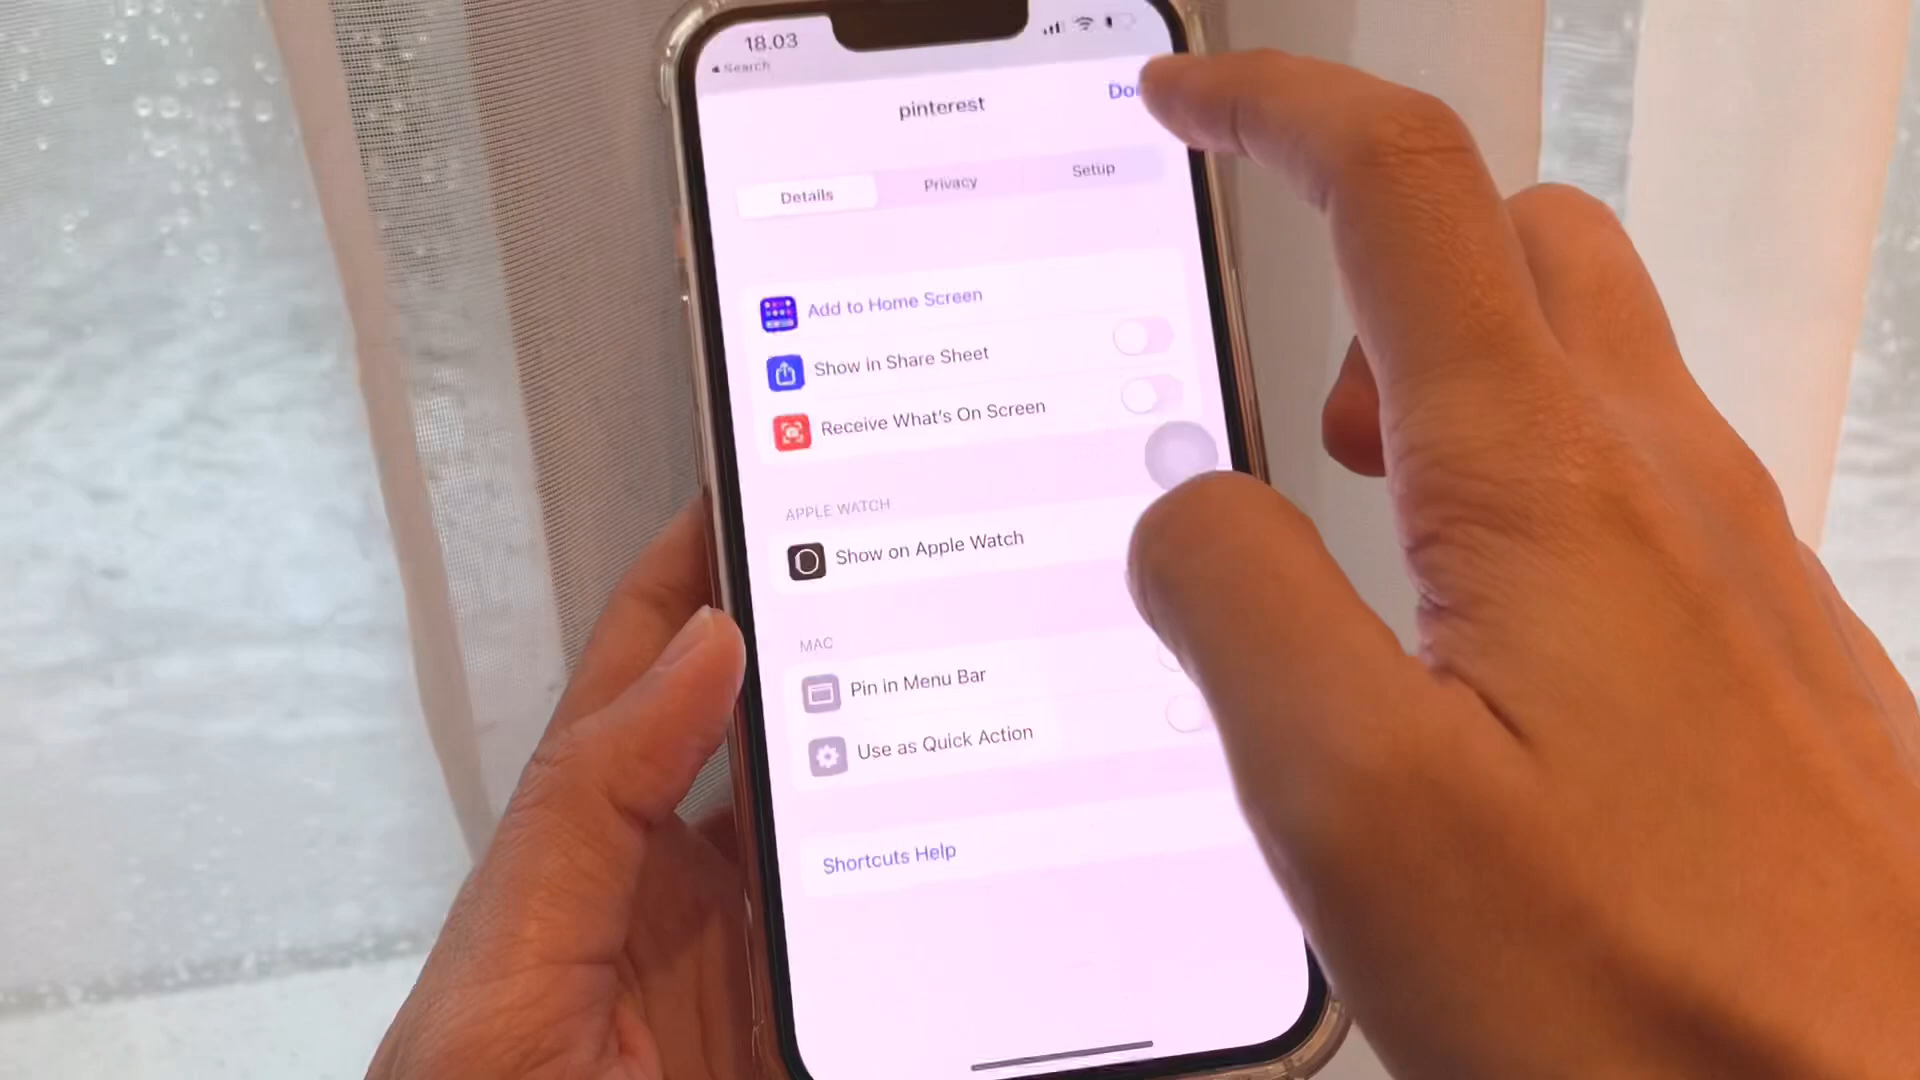 18.03
Search
pinterest
Details
Privacy
Setup
Add to Home Screen
Show in Share Sheet
Receive What's On Screen
APPLE WATCH
Show on Apple Watch
MAC
Pin in Menu Bar
Use as Quick Action
Shortcuts Help